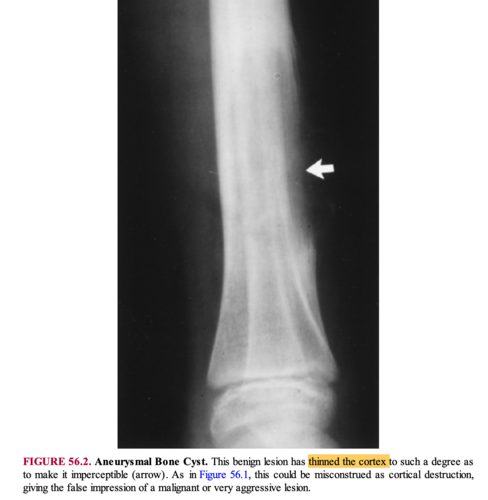 FIGURE 56.2. Aneurysmal Bone Cyst. This benign lesion has thinned the cortex to such a degree as
to make it imperceptible (arrow). As in Figure 56.1, this could be misconstrued as cortical destruction,
giving the false impression of a malignant or very aggressive lesion.